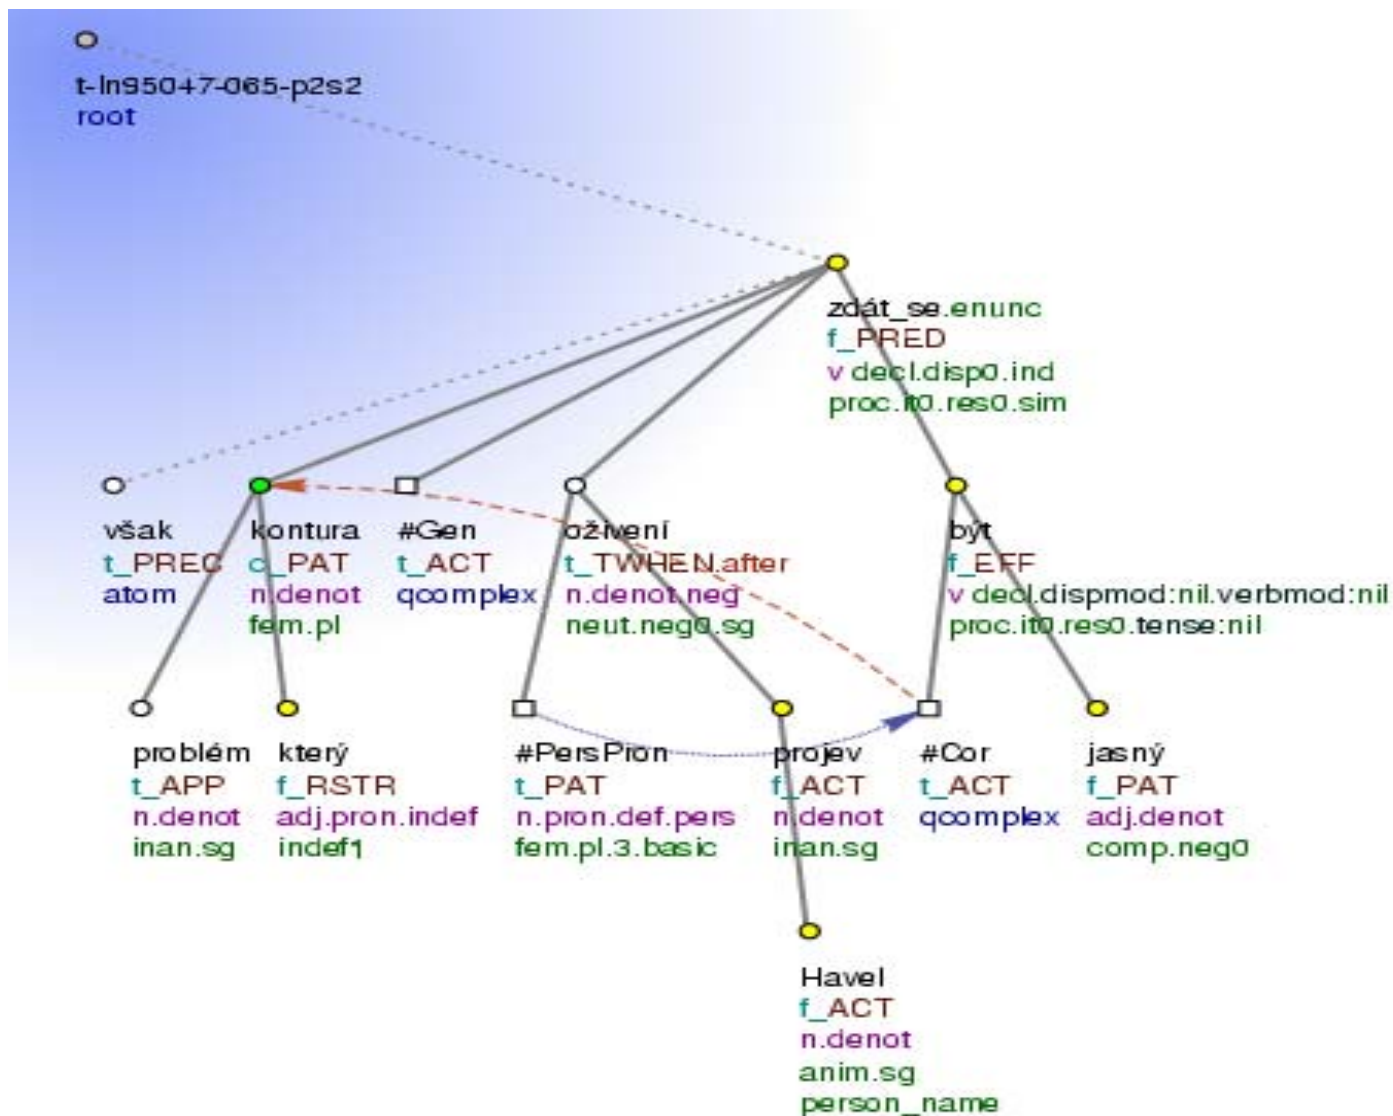 t-ln95047-065-p2s2
root
zdát_se.enunc
f_PRED
v decl.disp0.ind
proc.it0.res0.sim
však
t_PREC
atom
kontura
c_PAT
n.denot
fem.pl
#Gen
t_ACT
qcomplex
oživení
t_TWHEN.after
n.denot.neg
neut.neg0.sg
být
f_EFF
v decl.dispmod:nil.verbmod:nil
proc.it0.res0.tense:nil
problém
t_APP
n.denot
inan.sg
který
f_RSTR
adj.pron.indef
indef1
#PersPron
t_PAT
n.pron.def.pers
fem.pl.3.basic
projev
f_ACT
n.denot
inan.sg
#Cor
t_ACT
qcomplex
jasný
f_PAT
adj.denot
comp.neg0
Havel
f_ACT
n.denot
anim.sg
person_name